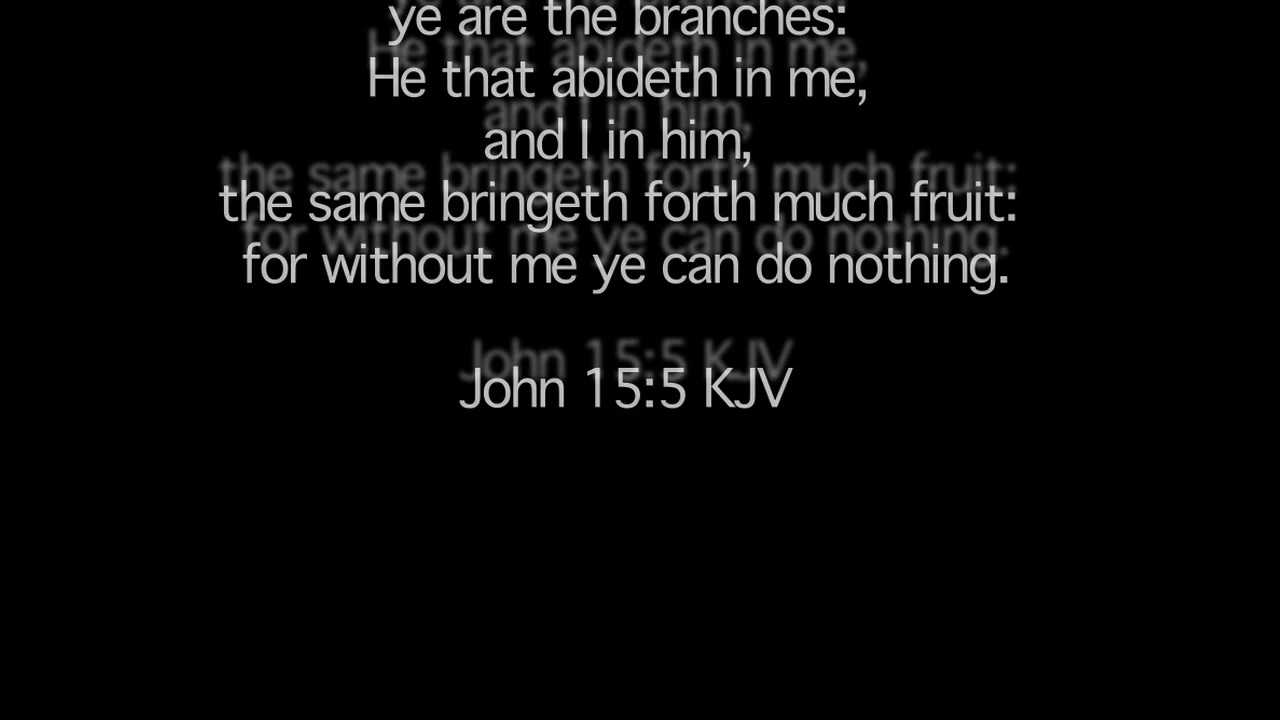 ye are the branches:
He that abideth in me,
and I in him,
the same bringeth forth much fruit:
for without me ye can do nothing.
John 15:5 KJV